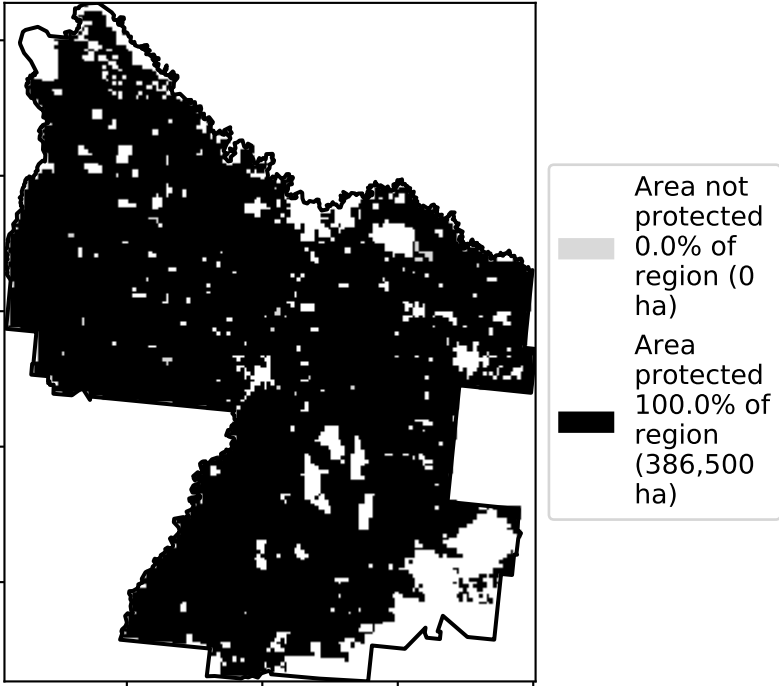 Area not
protected
0.0% of
region (0
ha)
Area
protected
100.0% of
region
(386,500
ha)